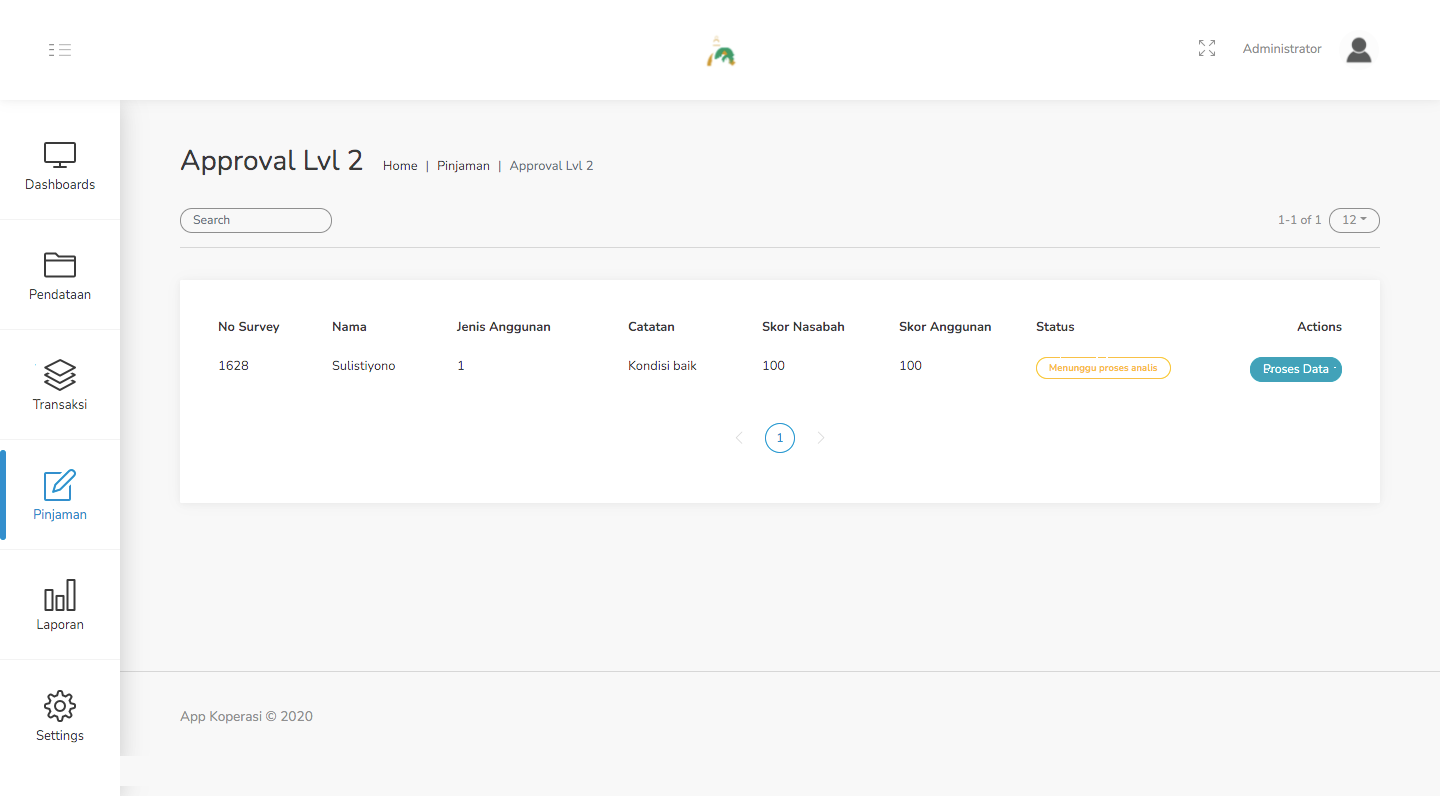 Administrator
Dashboards
Pendataan
Transaksi
Pinjaman
Laporan
Settings
Approval Lvl 2
Home | Pinjaman | Approval Lvl 2
Search
1-1 of 1 12
No Survey Nama Jenis Anggunan Catatan Skor Nasabah Skor Anggunan Status Actions
1628 Sulistiyono 1 Kondisi baik 100 100 Menunggu proses analis Proses Data
1
App Koperasi © 2020